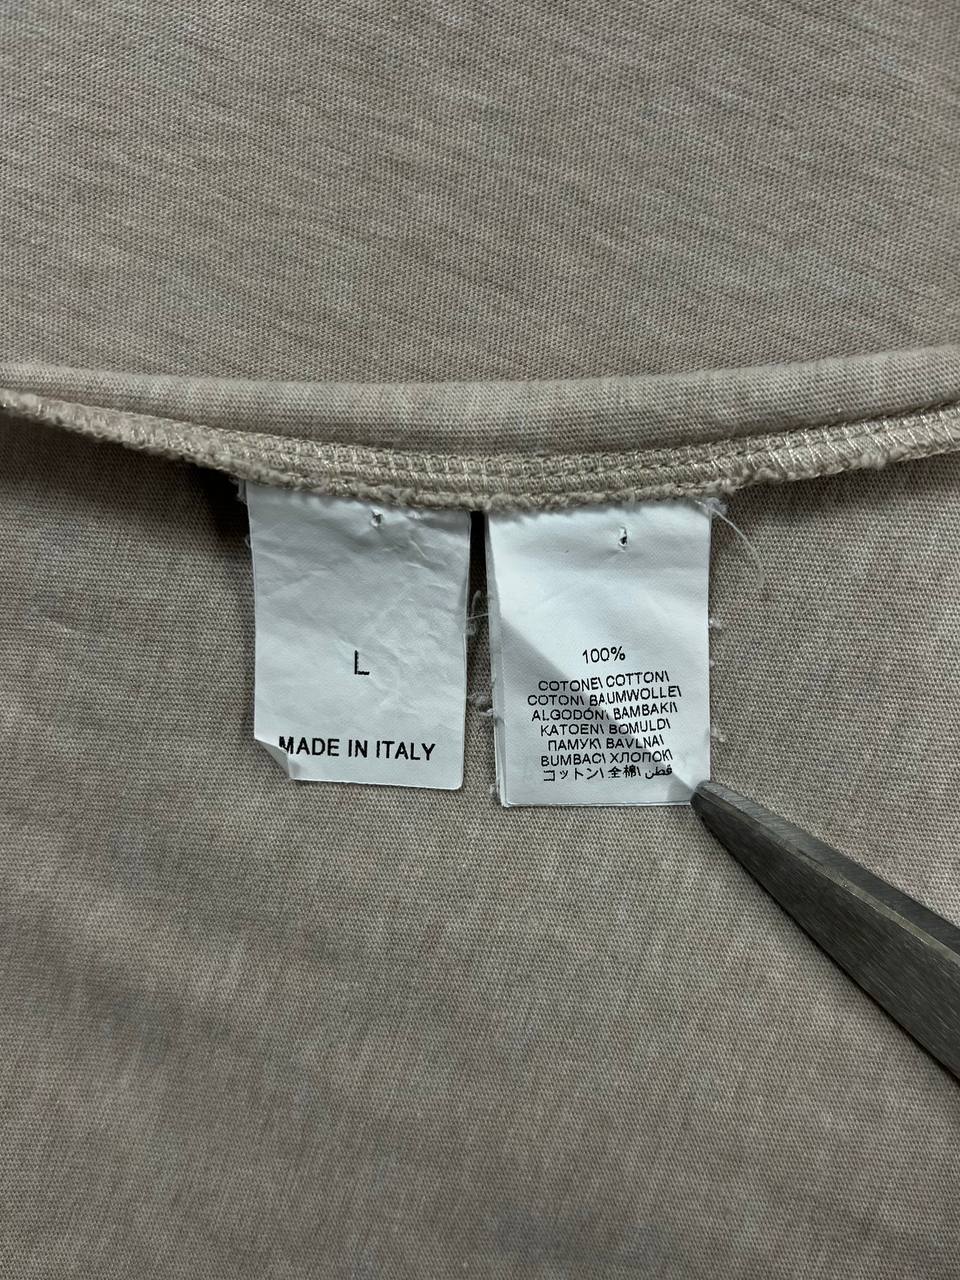 L
MADE IN ITALY
100%
COTONE\ COTTON\
COTON\ BAUMWOLLE\
ALGODÓN\ BAMBAKI\
KATOEN\ BOMULD\
ПАМУК\ BAVLNA\
BUMBAC\ ХЛОПОК\
コットン\ 全棉\ قطن